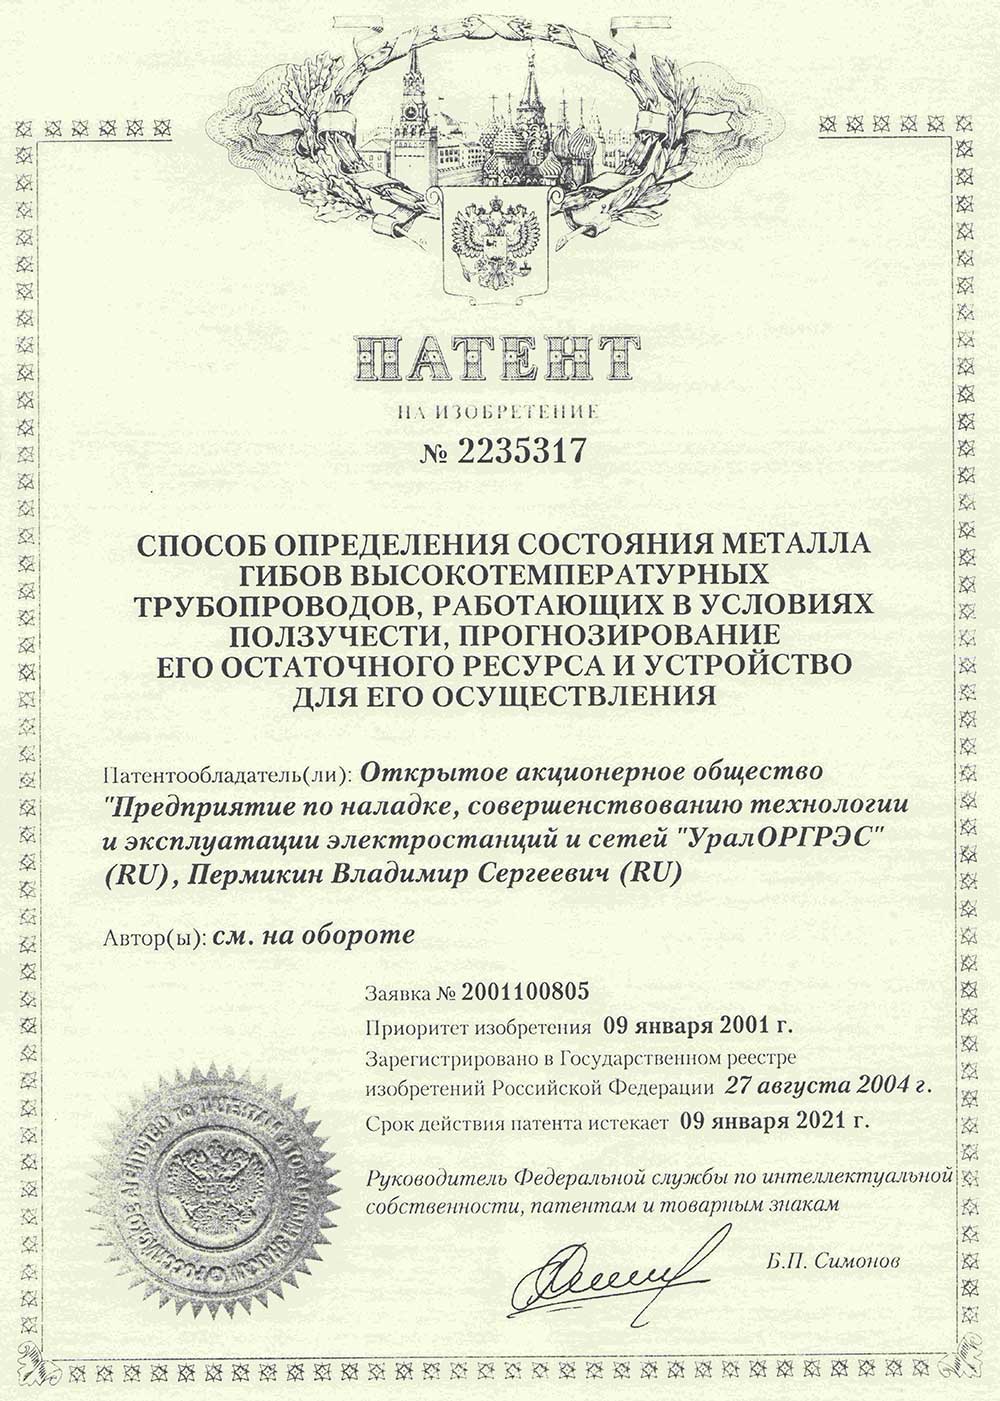 ПАТЕНТ
НА ИЗОБРЕТЕНИЕ
№ 2235317
СПОСОБ ОПРЕДЕЛЕНИЯ СОСТОЯНИЯ МЕТАЛЛА
ГИБОВ ВЫСОКОТЕМПЕРАТУРНЫХ
ТРУБОПРОВОДОВ, РАБОТАЮЩИХ В УСЛОВИЯХ
ПОЛЗУЧЕСТИ, ПРОГНОЗИРОВАНИЕ
ЕГО ОСТАТОЧНОГО РЕСУРСА И УСТРОЙСТВО
ДЛЯ ЕГО ОСУЩЕСТВЛЕНИЯ
Патентообладатель(ли): Открытое акционерное общество
"Предприятие по наладке, совершенствованию технологии
и эксплуатации электростанций и сетей "УралОРГРЭС"
(RU), Пермикин Владимир Сергеевич (RU)
Автор(ы): см. на обороте
Заявка № 2001100805
Приоритет изобретения 09 января 2001 г.
Зарегистрировано в Государственном реестре
изобретений Российской Федерации 27 августа 2004 г.
Срок действия патента истекает 09 января 2021 г.
Руководитель Федеральной службы по интеллектуальной
собственности, патентам и товарным знакам
Б.П. Симонов